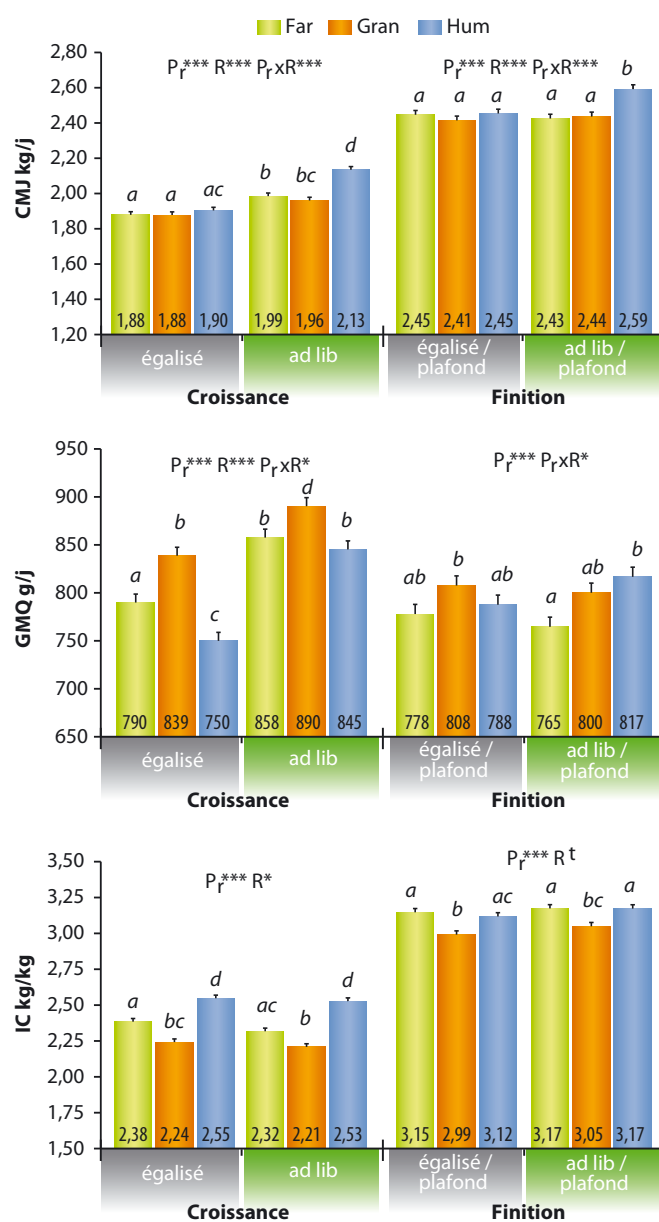 Far Gran Hum
CMJ kg/j
2,80
2,60
2,40
2,20
2,00
1,80
1,60
1,40
1,20
Pr*** R*** PrxR***
Pr*** R*** PrxR***
a a ac b bc d a a a a a b
1,88 1,88 1,90 1,99 1,96 2,13 2,45 2,41 2,45 2,43 2,44 2,59
égalisé
ad lib
égalisé /
plafond
ad lib /
plafond
Croissance
Finition
GMQ g/j
950
900
850
800
750
700
650
Pr*** R*** PrxR*
Pr*** PrxR*
a b c b d b ab b ab a ab b
790 839 750 858 890 845 778 808 788 765 800 817
égalisé
ad lib
égalisé /
plafond
ad lib /
plafond
Croissance
Finition
IC kg/kg
3,50
3,25
3,00
2,75
2,50
2,25
2,00
1,75
1,50
Pr*** R*
Pr*** R t
a bc d ac b d a b ac a bc a
2,38 2,24 2,55 2,32 2,21 2,53 3,15 2,99 3,12 3,17 3,05 3,17
égalisé
ad lib
égalisé /
plafond
ad lib /
plafond
Croissance
Finition